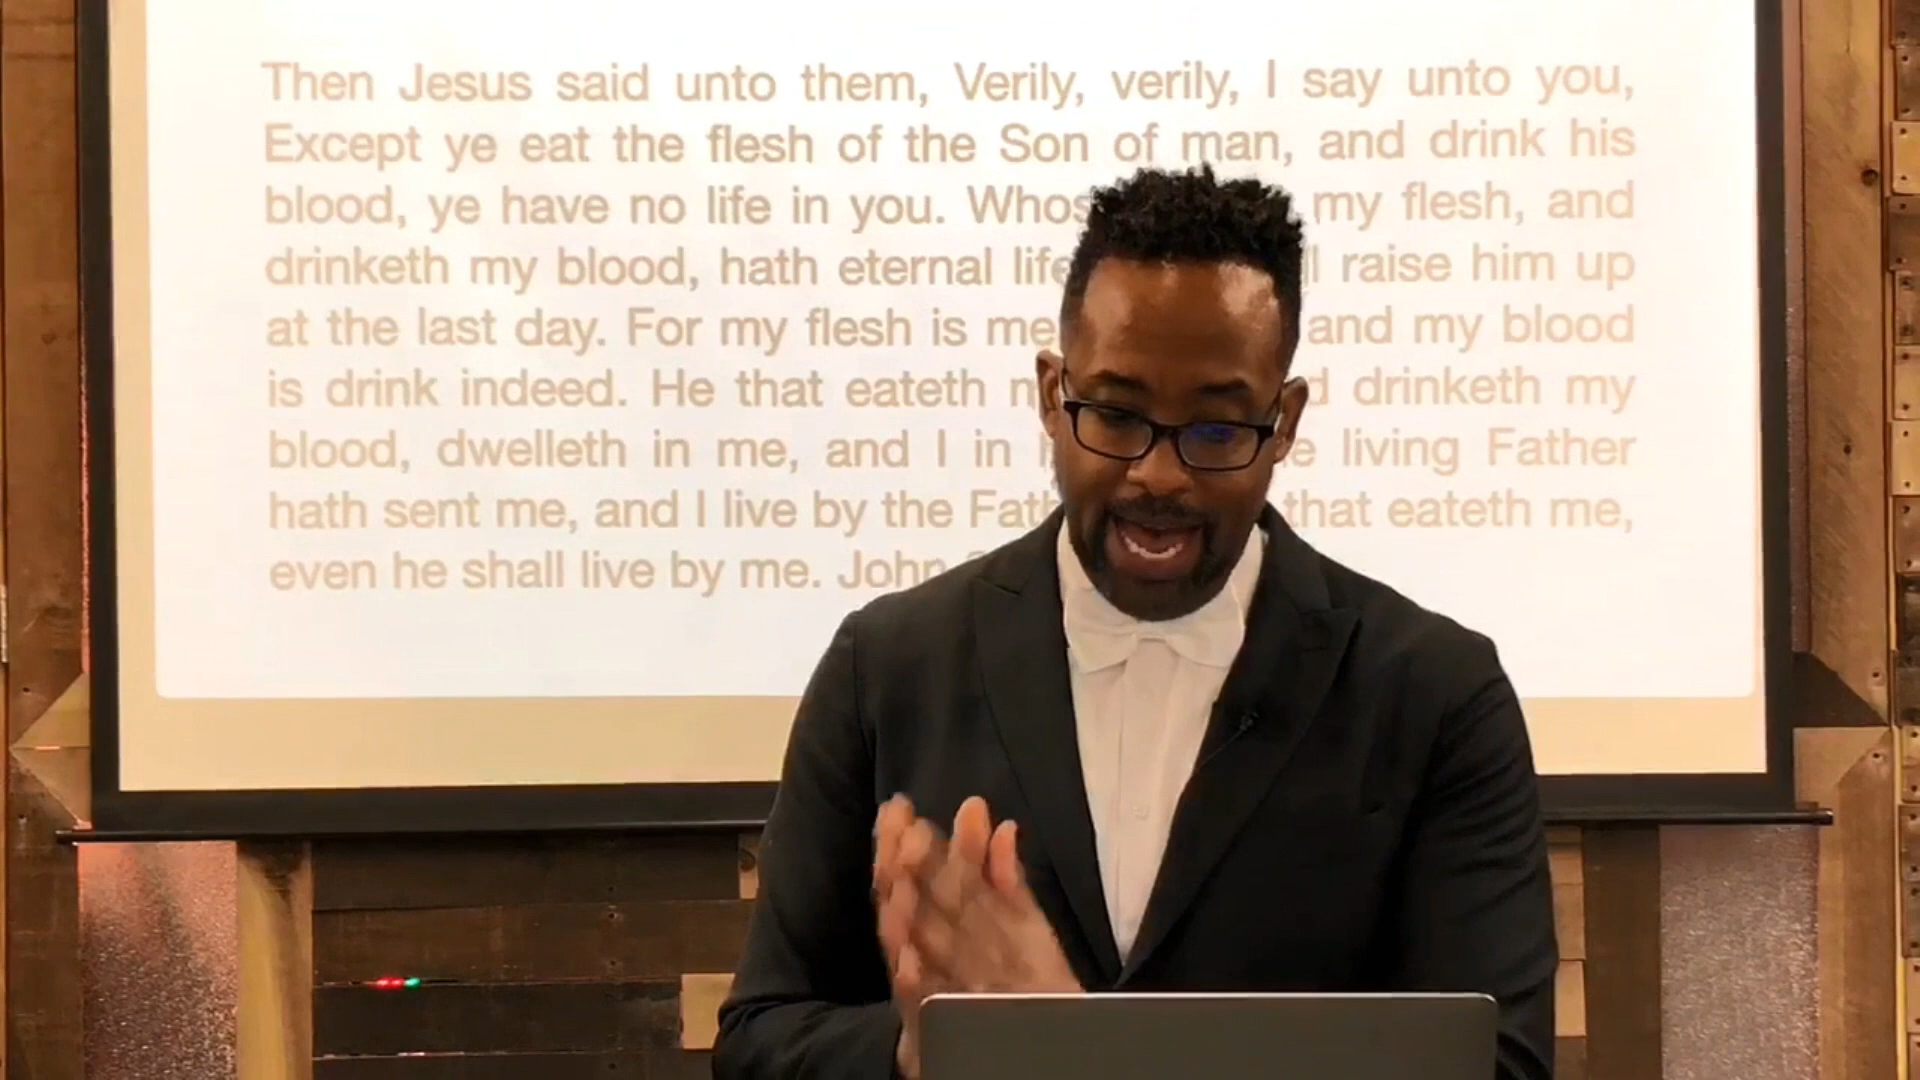 Then Jesus said unto them, Verily, verily, I say unto you,
Except ye eat the flesh of the Son of man, and drink his
blood, ye have no life in you. my flesh, and
drinketh my blood, hath eternal life raise him up
at the last day. For my flesh is and my blood
is drink indeed. He that eateth drinketh my
blood, dwelleth in me, and I in living Father
hath sent me, and I live by the that eateth me,
even he shall live by me. John